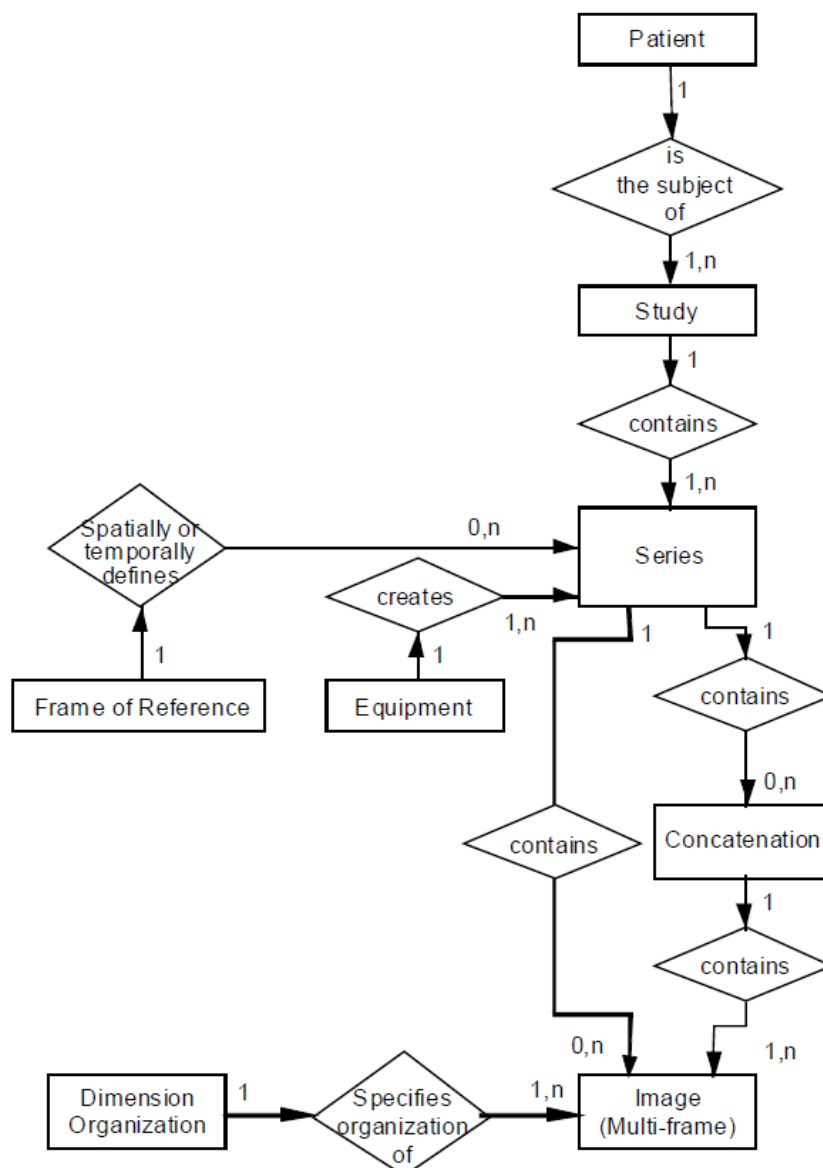 Patient
1
is
the subject
of
1,n
Study
1
contains
1,n
Spatially or
temporally
defines
0,n
Series
creates
1,n
1
1
1
1
Frame of Reference
Equipment
contains
0,n
contains
Concatenation
1
contains
0,n
1,n
Dimension
Organization
1
Specifies
organization
of
1,n
Image
(Multi-frame)